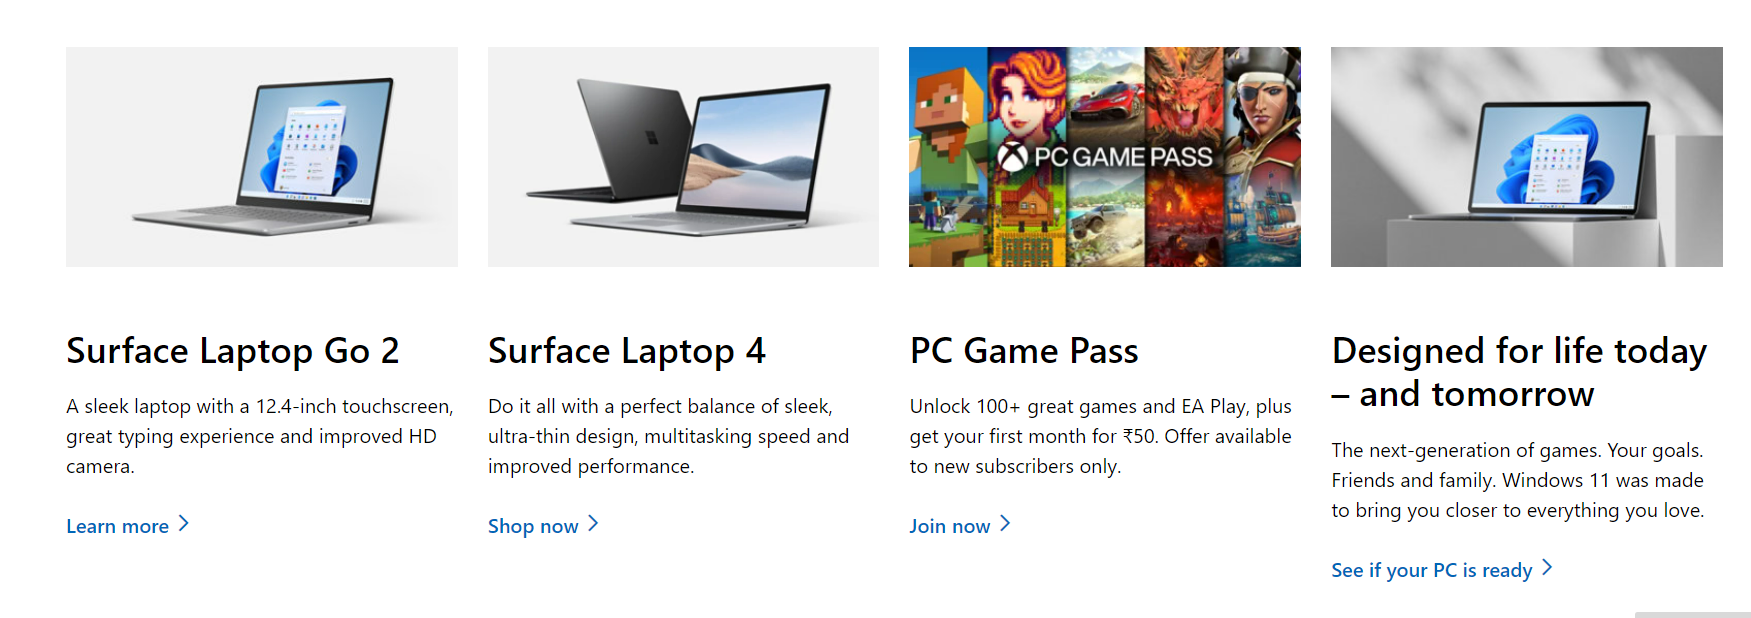 PC GAME PASS
Surface Laptop Go 2
A sleek laptop with a 12.4-inch touchscreen,
great typing experience and improved HD
camera.
Learn more
Surface Laptop 4
Do it all with a perfect balance of sleek,
ultra-thin design, multitasking speed and
improved performance.
Shop now
PC Game Pass
Unlock 100+ great games and EA Play, plus
get your first month for ₹50. Offer available
to new subscribers only.
Join now
Designed for life today
– and tomorrow
The next-generation of games. Your goals.
Friends and family. Windows 11 was made
to bring you closer to everything you love.
See if your PC is ready